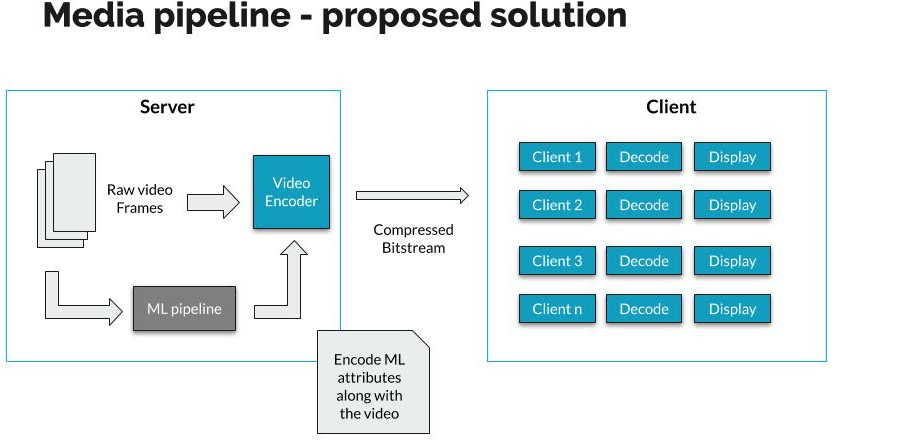 Media pipeline - proposed solution
Server
Raw video
Frames
Video
Encoder
ML pipeline
Encode ML
attributes
along with
the video
Compressed
Bitstream
Client
Client 1 Decode Display
Client 2 Decode Display
Client 3 Decode Display
Client n Decode Display